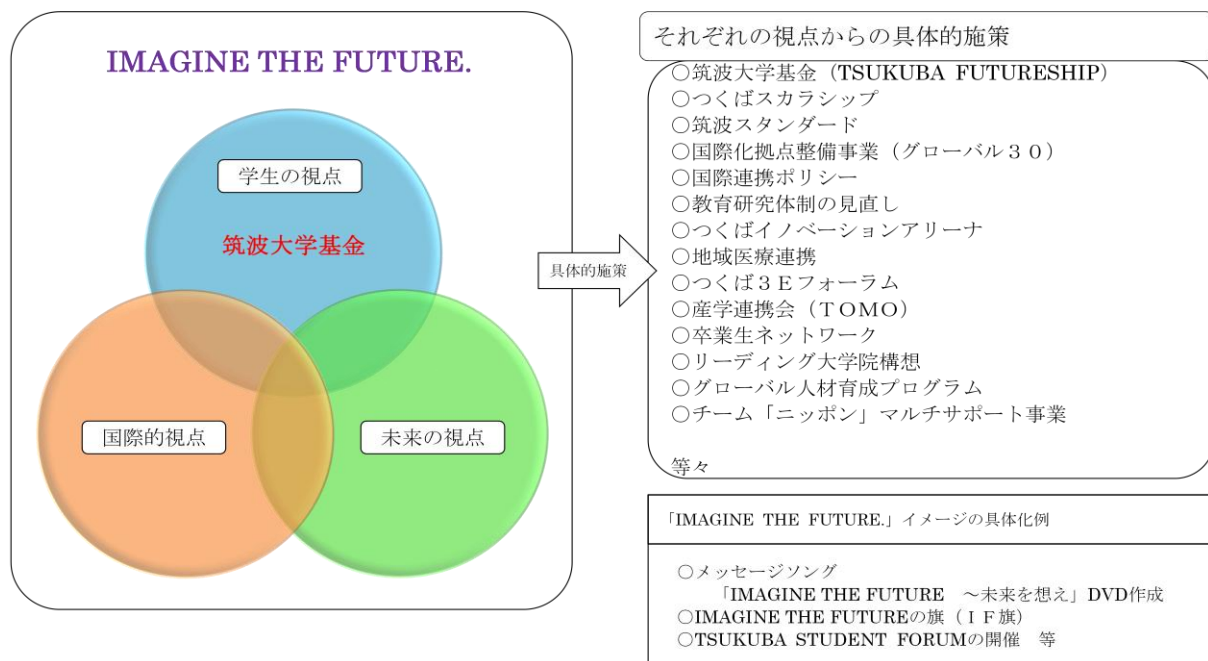 IMAGINE THE FUTURE.
学生の視点
筑波大学基金
国際的視点
未来の視点
具体的施策
それぞれの視点からの具体的施策
○筑波大学基金（TSUKUBA FUTURESHIP）
○つくばスカラシップ
○筑波スタンダード
○国際化拠点整備事業（グローバル３０）
○国際連携ポリシー
○教育研究体制の見直し
○つくばイノベーションアリーナ
○地域医療連携
○つくば３Ｅフォーラム
○産学連携会（ＴＯＭＯ）
○卒業生ネットワーク
○リーディング大学院構想
○グローバル人材育成プログラム
○チーム「ニッポン」マルチサポート事業
等々
「IMAGINE THE FUTURE.」イメージの具体化例
○メッセージソング
「IMAGINE THE FUTURE　～未来を想え」DVD作成
○IMAGINE THE FUTUREの旗（ＩＦ旗）
○TSUKUBA STUDENT FORUMの開催　等